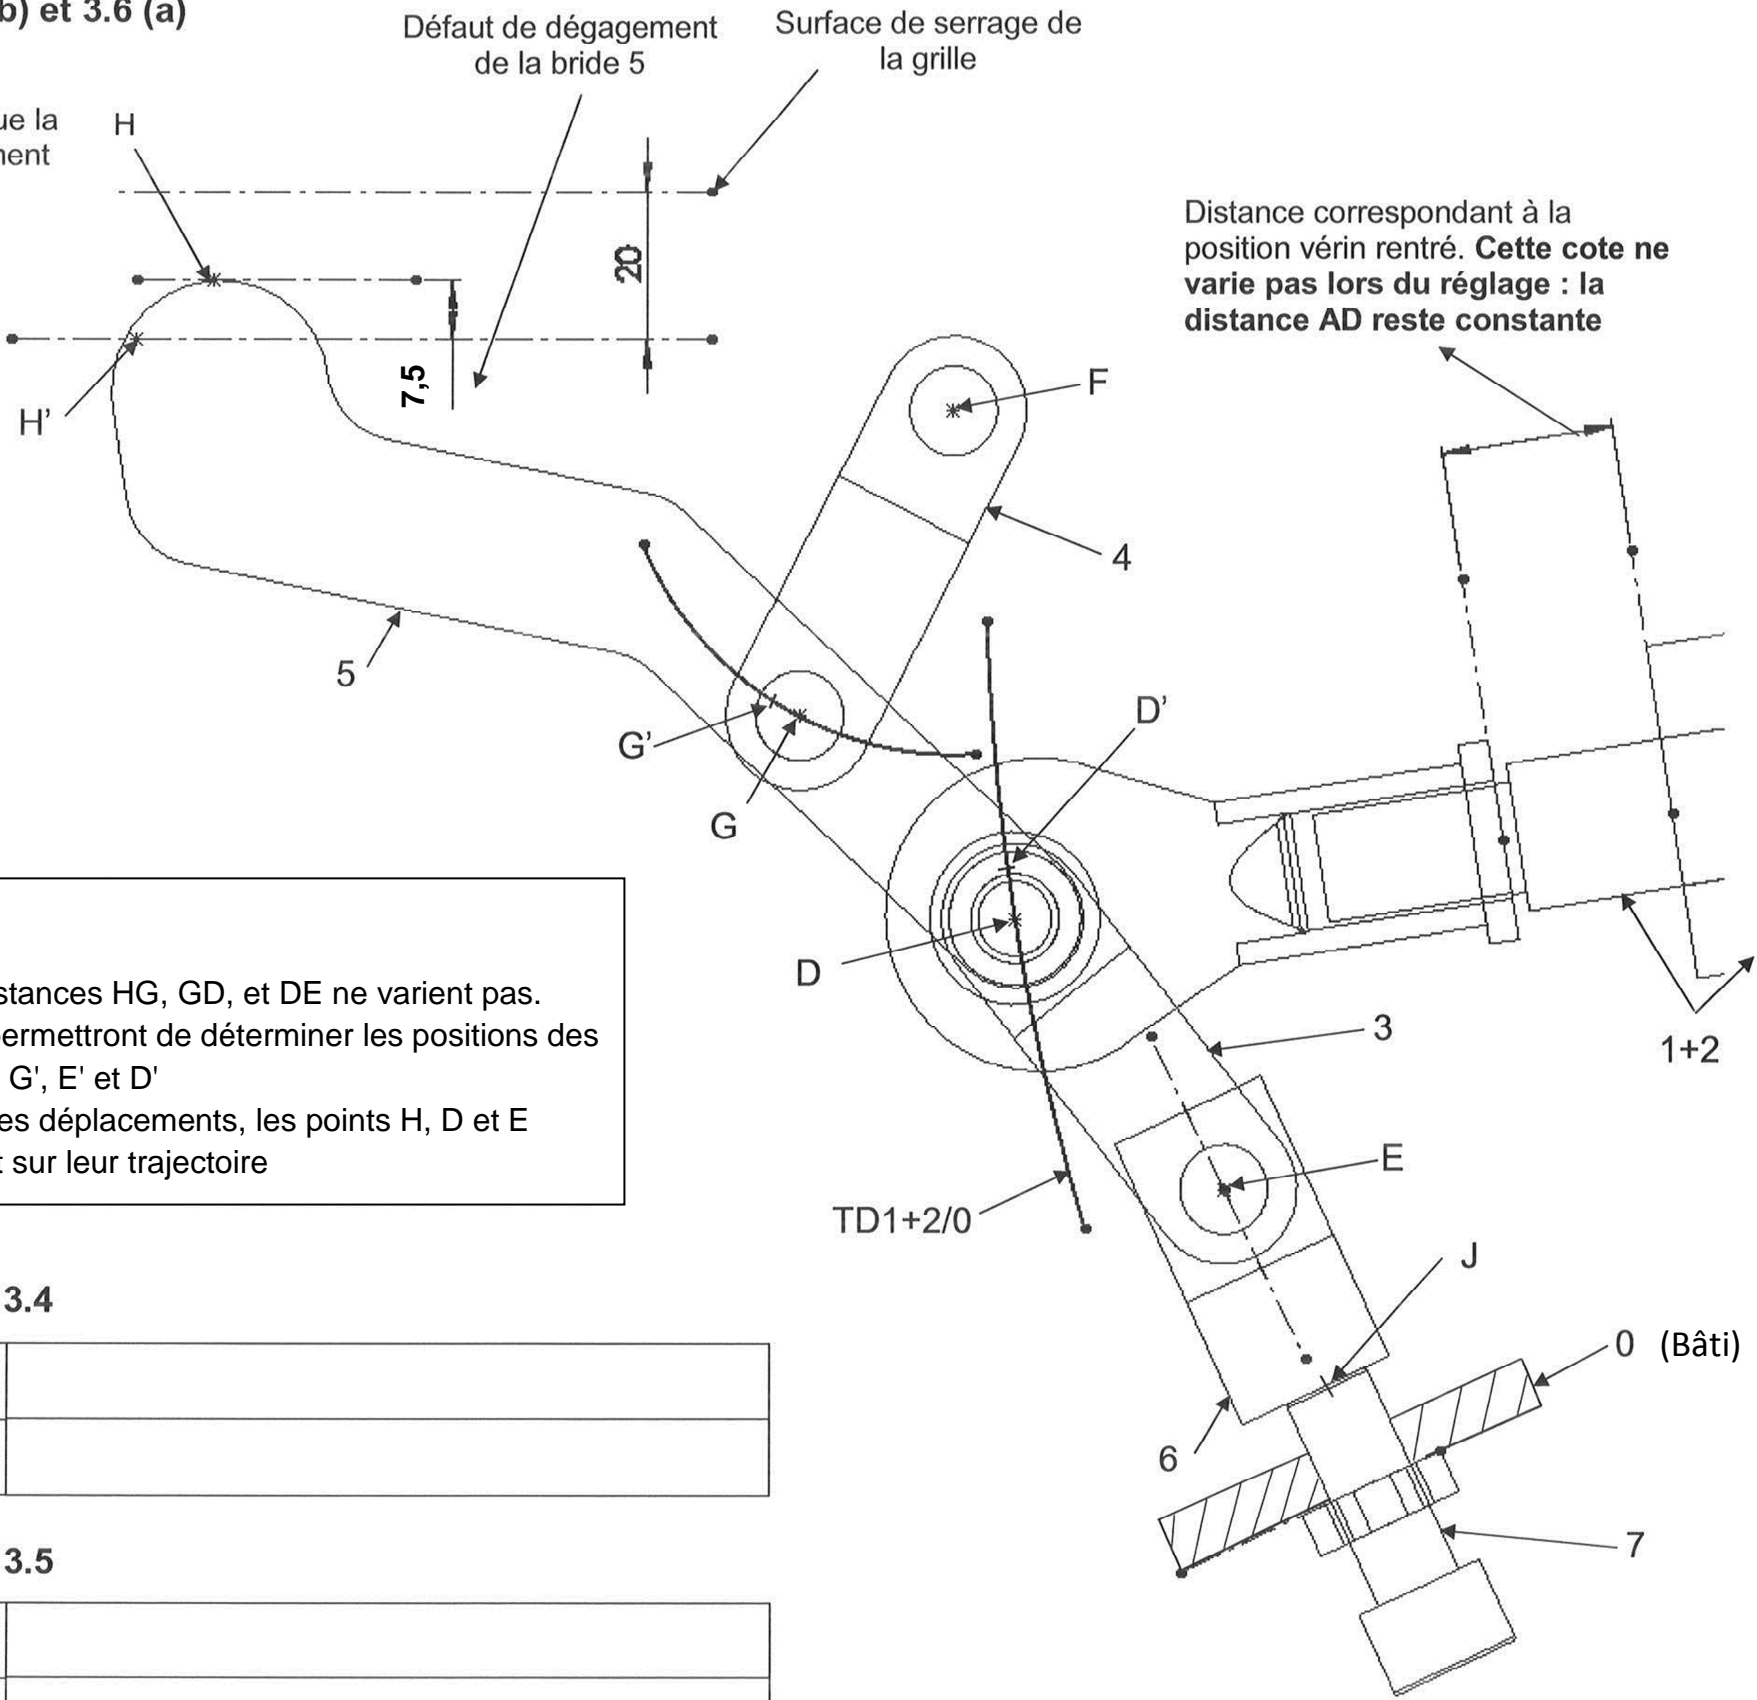 b) et 3.6 (a)
Défaut de dégagement
de la bride 5
Surface de serrage de
la grille
ue la
H
nent
20
7,5
H'
Distance correspondant à la
position vérin rentré. Cette cote ne
varie pas lors du réglage : la
distance AD reste constante
F
4
5
D'
G'
G
D
stances HG, GD, et DE ne varient pas.
permettront de déterminer les positions des
G', E' et D'
es déplacements, les points H, D et E
t sur leur trajectoire
3
1+2
E
TD1+2/0
J
3.4
0 (Bâti)
6
7
3.5